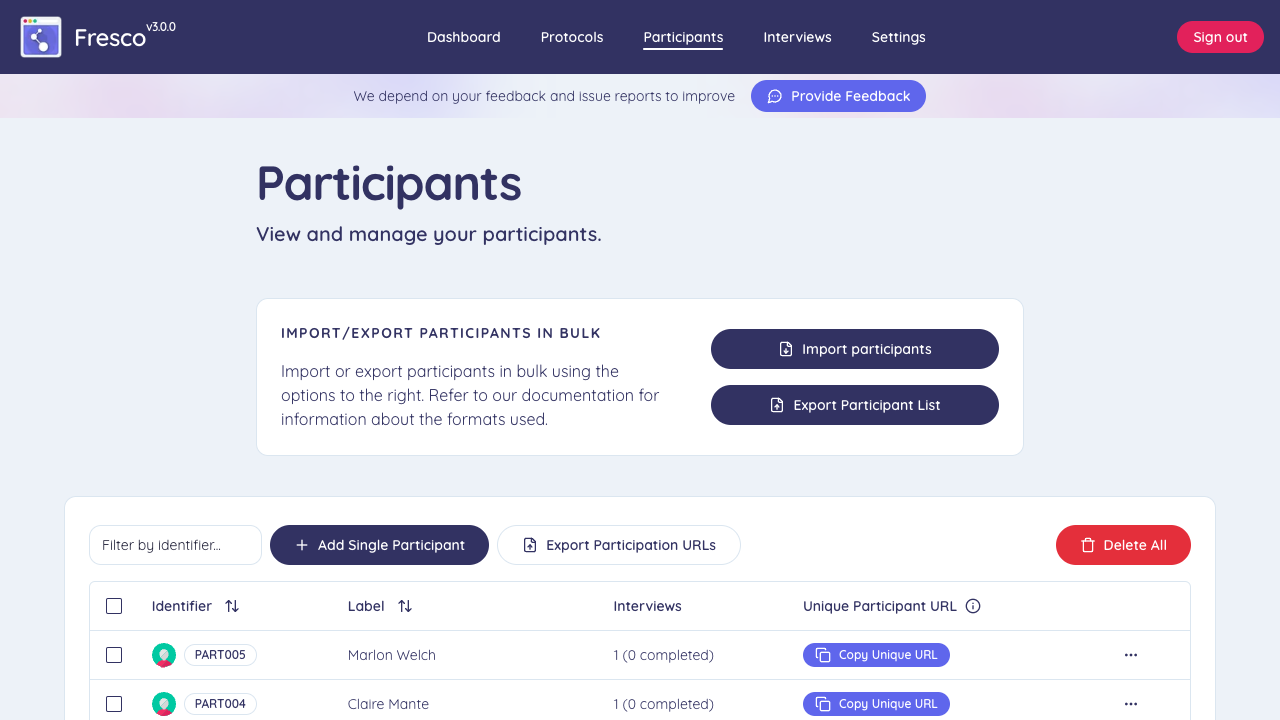 Fresco v3.0.0
Dashboard Protocols Participants Interviews Settings Sign out
We depend on your feedback and issue reports to improve Provide Feedback
Participants
View and manage your participants.
IMPORT/EXPORT PARTICIPANTS IN BULK
Import or export participants in bulk using the
options to the right. Refer to our documentation for
information about the formats used.
Import participants
Export Participant List
Filter by identifier... Add Single Participant Export Participation URLs Delete All
Identifier Label Interviews Unique Participant URL
PART005 Marlon Welch 1 (0 completed) Copy Unique URL
PART004 Claire Mante 1 (0 completed) Copy Unique URL